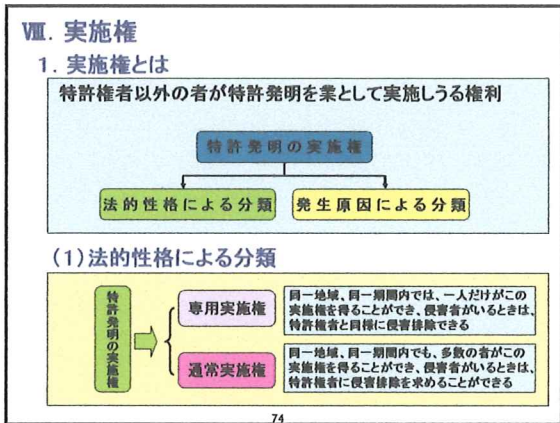 Ⅷ. 実施権
1. 実施権とは
特許権者以外の者が特許発明を業として実施しうる権利
特許発明の実施権
法的性格による分類
発生原因による分類
(1)法的性格による分類
特許発明の実施権
専用実施権
同一地域、同一期間内では、一人だけがこの
実施権を得ることができ、侵害者がいるときは、
特許権者と同様に侵害排除できる
通常実施権
同一地域、同一期間内でも、多数の者がこの
実施権を得ることができ、侵害者がいるときは、
特許権者に侵害排除を求めることができる
74